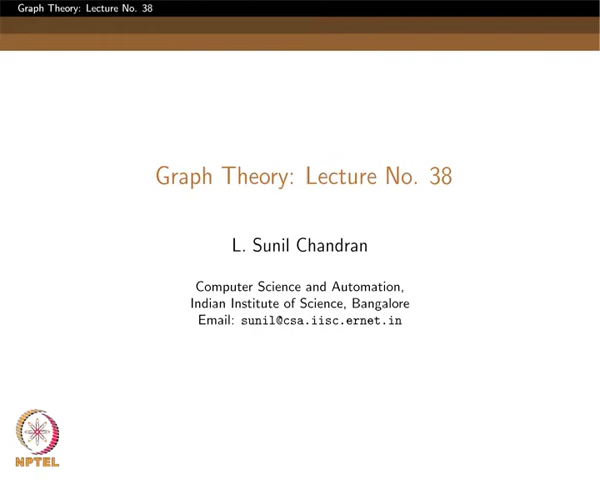 Graph Theory: Lecture No. 38
Graph Theory: Lecture No. 38
L. Sunil Chandran
Computer Science and Automation,
Indian Institute of Science, Bangalore
Email: sunil@csa.iisc.ernet.in
NPTEL